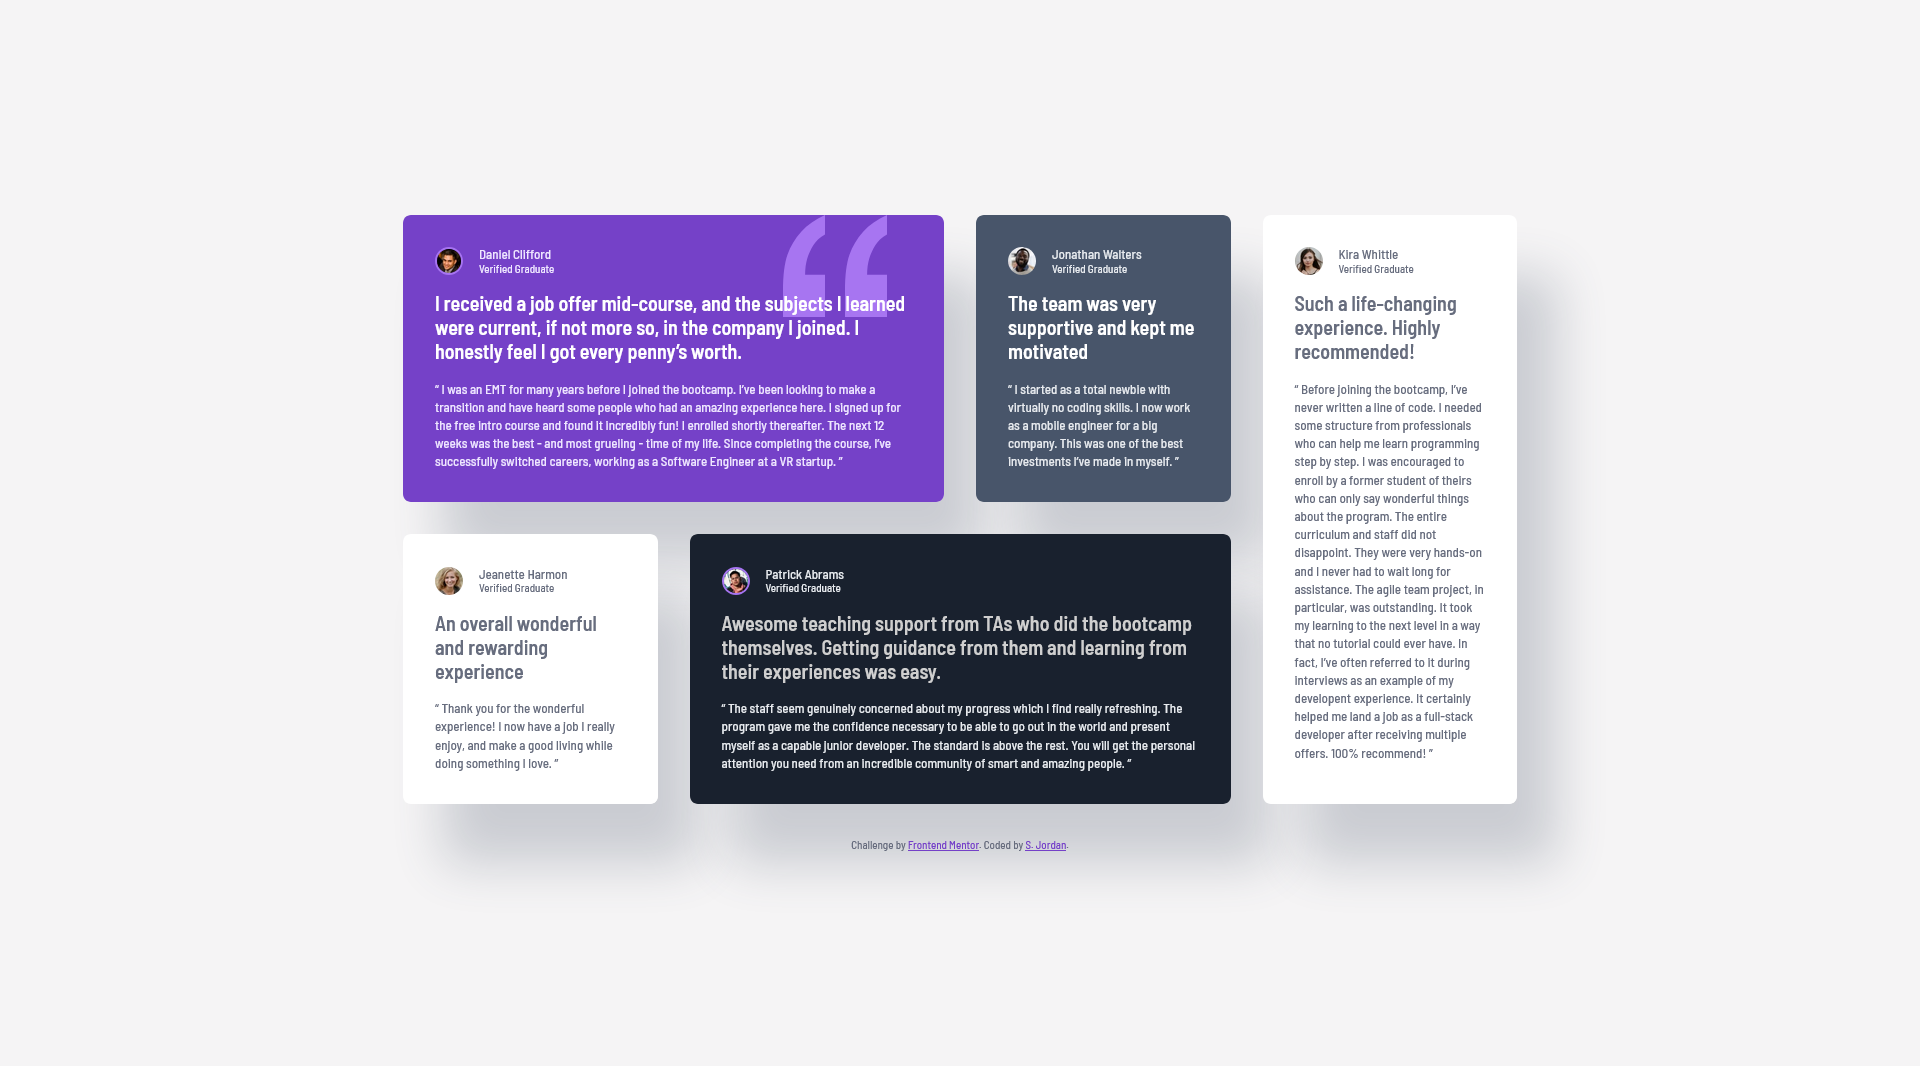 Daniel Clifford
Verified Graduate
I received a job offer mid-course, and the subjects I learned
were current, if not more so, in the company I joined. I
honestly feel I got every penny’s worth.
“ I was an EMT for many years before I joined the bootcamp. I’ve been looking to make a
transition and have heard some people who had an amazing experience here. I signed up for
the free intro course and found it incredibly fun! I enrolled shortly thereafter. The next 12
weeks was the best - and most grueling - time of my life. Since completing the course, I’ve
successfully switched careers, working as a Software Engineer at a VR startup. ”
Jonathan Walters
Verified Graduate
The team was very
supportive and kept me
motivated
“ I started as a total newbie with
virtually no coding skills. I now work
as a mobile engineer for a big
company. This was one of the best
investments I’ve made in myself. ”
Kira Whittle
Verified Graduate
Such a life-changing
experience. Highly
recommended!
“ Before joining the bootcamp, I’ve
never written a line of code. I needed
some structure from professionals
who can help me learn programming
step by step. I was encouraged to
enroll by a former student of theirs
who can only say wonderful things
about the program. The entire
curriculum and staff did not
disappoint. They were very hands-on
and I never had to wait long for
assistance. The agile team project, in
particular, was outstanding. It took
my learning to the next level in a way
that no tutorial could ever have. In
fact, I’ve often referred to it during
interviews as an example of my
developent experience. It certainly
helped me land a job as a full-stack
developer after receiving multiple
offers. 100% recommend! ”
Jeanette Harmon
Verified Graduate
An overall wonderful
and rewarding
experience
“ Thank you for the wonderful
experience! I now have a job I really
enjoy, and make a good living while
doing something I love. ”
Patrick Abrams
Verified Graduate
Awesome teaching support from TAs who did the bootcamp
themselves. Getting guidance from them and learning from
their experiences was easy.
“ The staff seem genuinely concerned about my progress which I find really refreshing. The
program gave me the confidence necessary to be able to go out in the world and present
myself as a capable junior developer. The standard is above the rest. You will get the personal
attention you need from an incredible community of smart and amazing people. ”
Challenge by Frontend Mentor. Coded by S. Jordan.